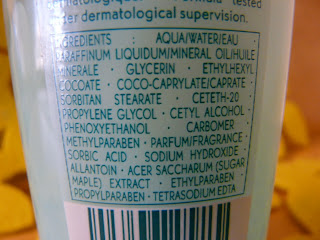 tested
dermatological supervision.
INGREDIENTS : AQUA/WATER/EAU ·
PARAFFINUM LIQUIDUM/MINERAL OIL/HUILE
MINERALE · GLYCERIN · ETHYLHEXYL
COCOATE · COCO-CAPRYLATE/CAPRATE ·
SORBITAN STEARATE · CETETH-20 ·
PROPYLENE GLYCOL · CETYL ALCOHOL ·
PHENOXYETHANOL · CARBOMER ·
METHYLPARABEN · PARFUM/FRAGRANCE ·
SORBIC ACID · SODIUM HYDROXIDE ·
ALLANTOIN · ACER SACCHARUM (SUGAR
MAPLE) EXTRACT · ETHYLPARABEN ·
PROPYLPARABEN · TETRASODIUM EDTA